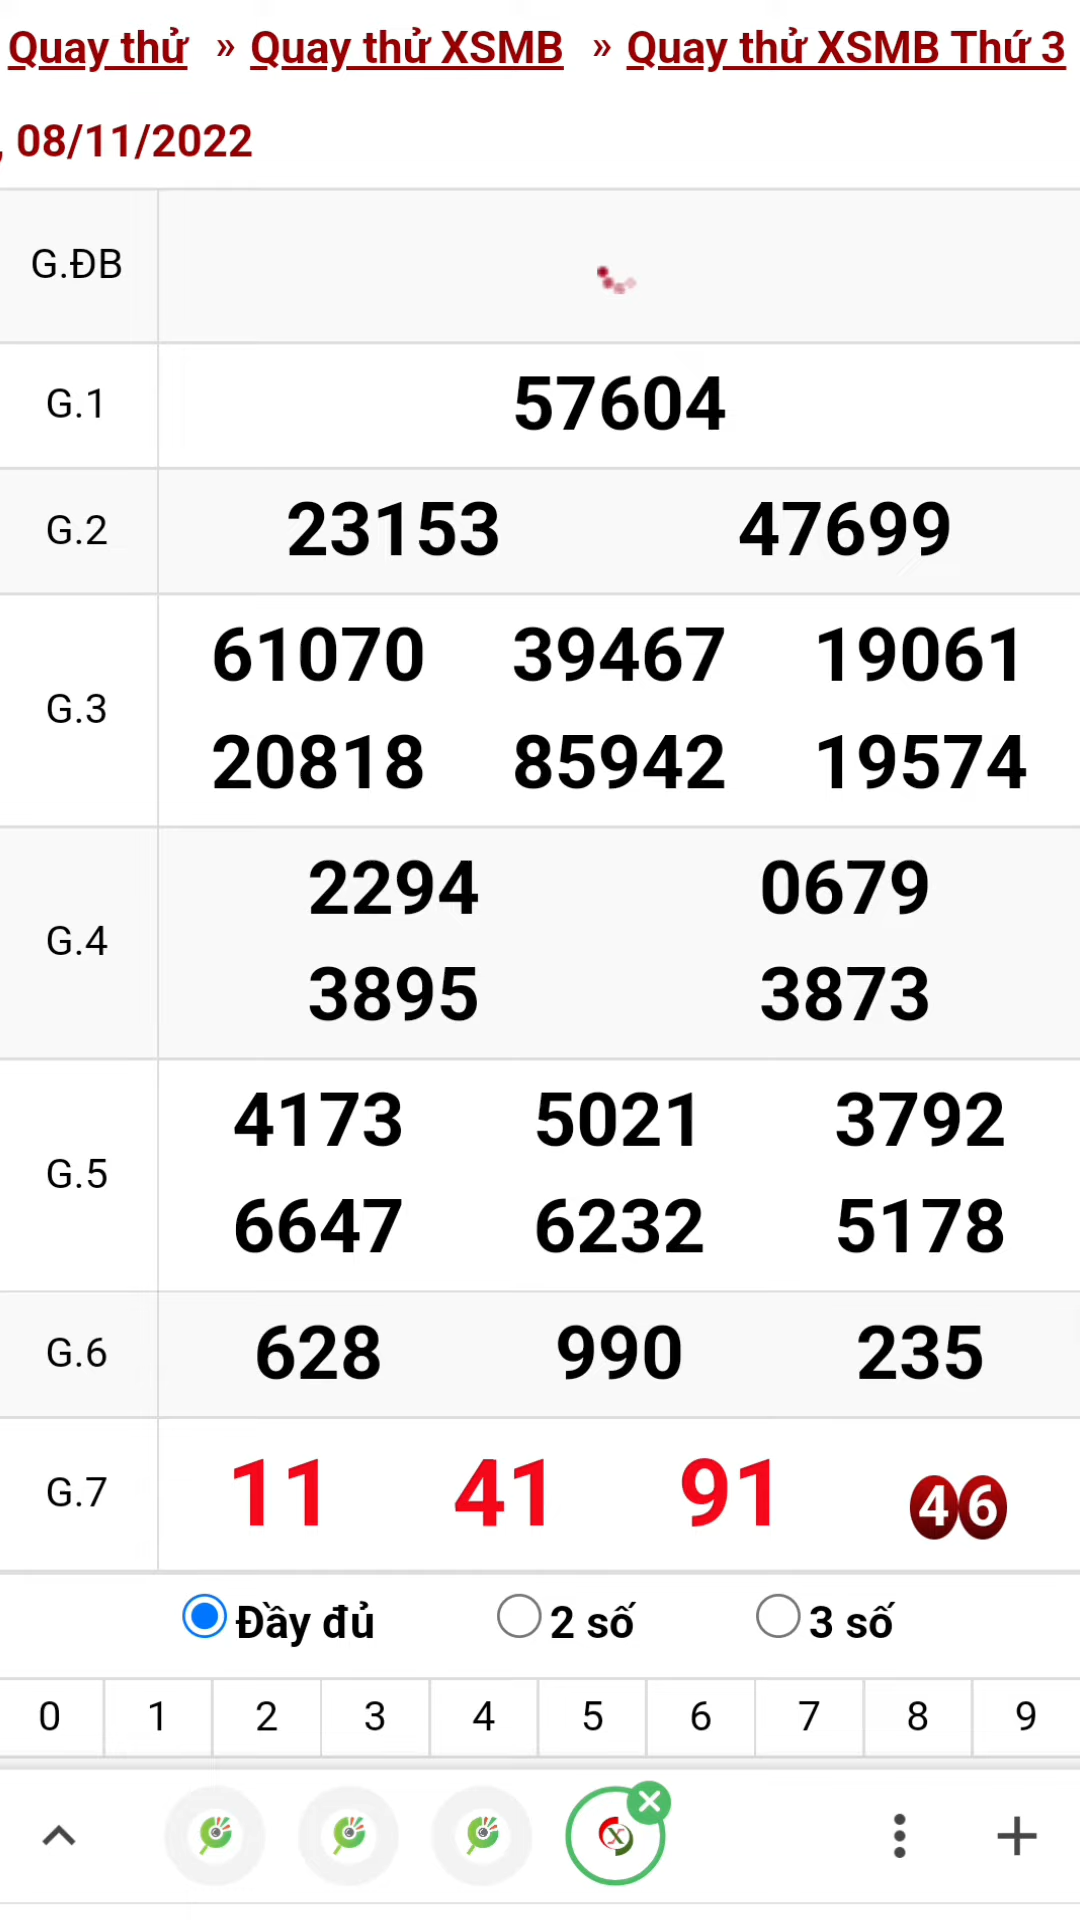 Quay thử » Quay thử XSMB » Quay thử XSMB Thứ 3
, 08/11/2022
G.ĐB
G.1 57604
G.2 23153 47699
G.3 61070 39467 19061
20818 85942 19574
G.4 2294 0679
3895 3873
G.5 4173 5021 3792
6647 6232 5178
G.6 628 990 235
G.7 11 41 91 46
Đầy đủ 2 số 3 số
0 1 2 3 4 5 6 7 8 9